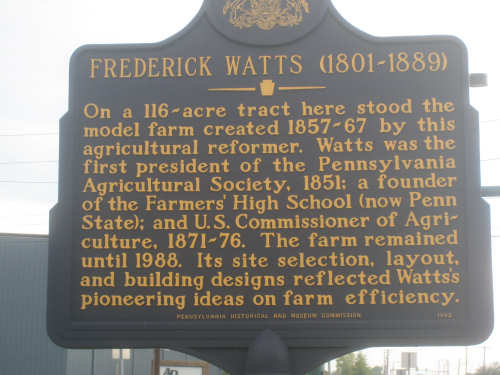 FREDERICK WATTS (1801-1889)
On a 116-acre tract here stood the
model farm created 1857-67 by this
agricultural reformer. Watts was the
first president of the Pennsylvania
Agricultural Society, 1851; a founder
of the Farmers' High School (now Penn
State); and U.S. Commissioner of Agri-
culture, 1871-76. The farm remained
until 1988. Its site selection, layout,
and building designs reflected Watts's
pioneering ideas on farm efficiency.
PENNSYLVANIA HISTORICAL AND MUSEUM COMMISSION